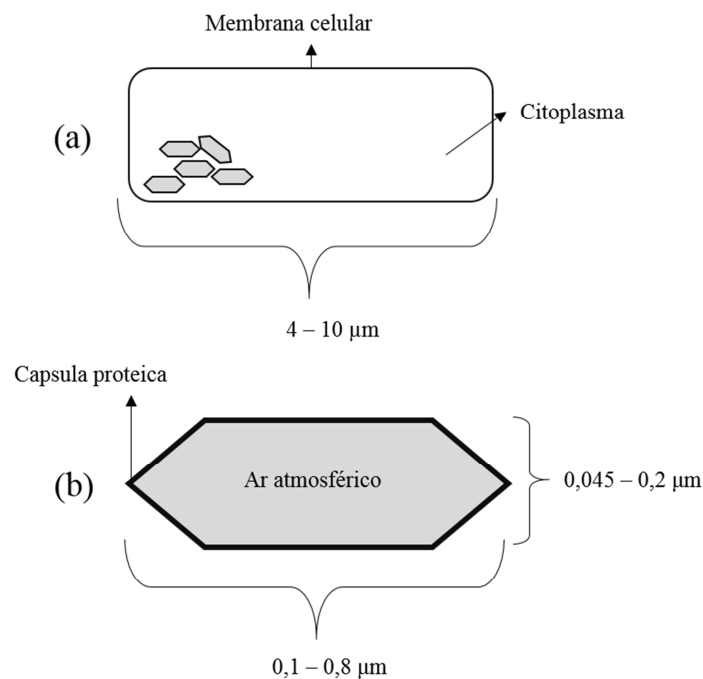 Membrana celular
(a)
Citoplasma
4 – 10 μm
Capsula proteica
(b)
Ar atmosférico
0,045 – 0,2 μm
0,1 – 0,8 μm